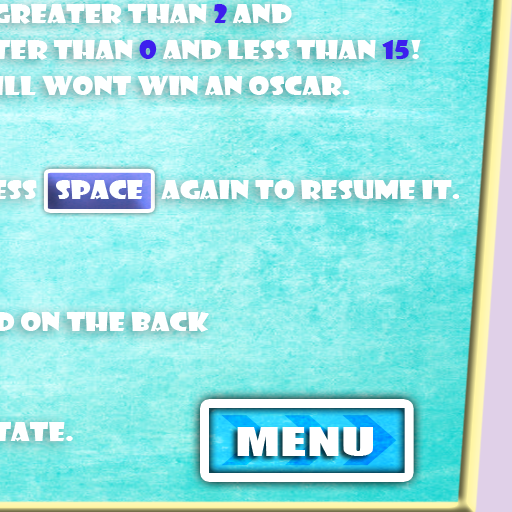 GREATER THAN 2 AND
TER THAN 0 AND LESS THAN 15!
ILL WONT WIN AN OSCAR.
ESS SPACE AGAIN TO RESUME IT.
D ON THE BACK
TATE.
MENU